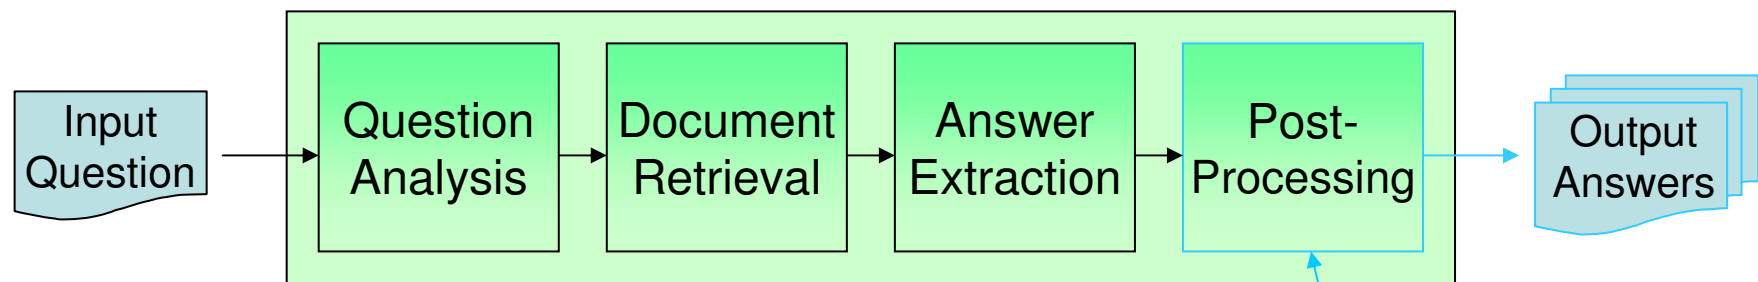 Input
Question
Question
Analysis
Document
Retrieval
Answer
Extraction
Post-
Processing
Output
Answers